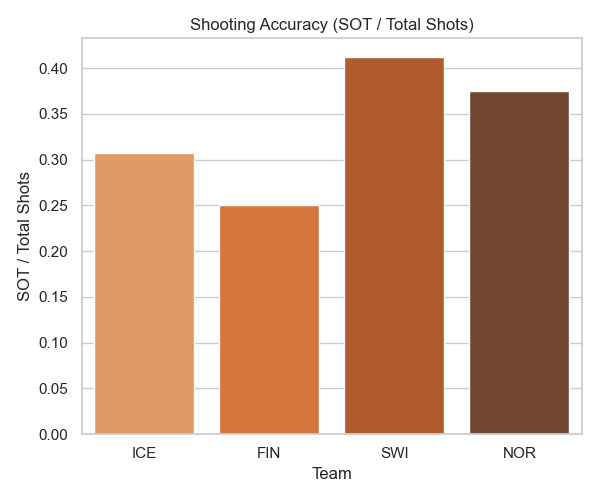 Shooting Accuracy (SOT / Total Shots)
SOT / Total Shots
0.40
0.35
0.30
0.25
0.20
0.15
0.10
0.05
0.00
ICE FIN SWI NOR
Team